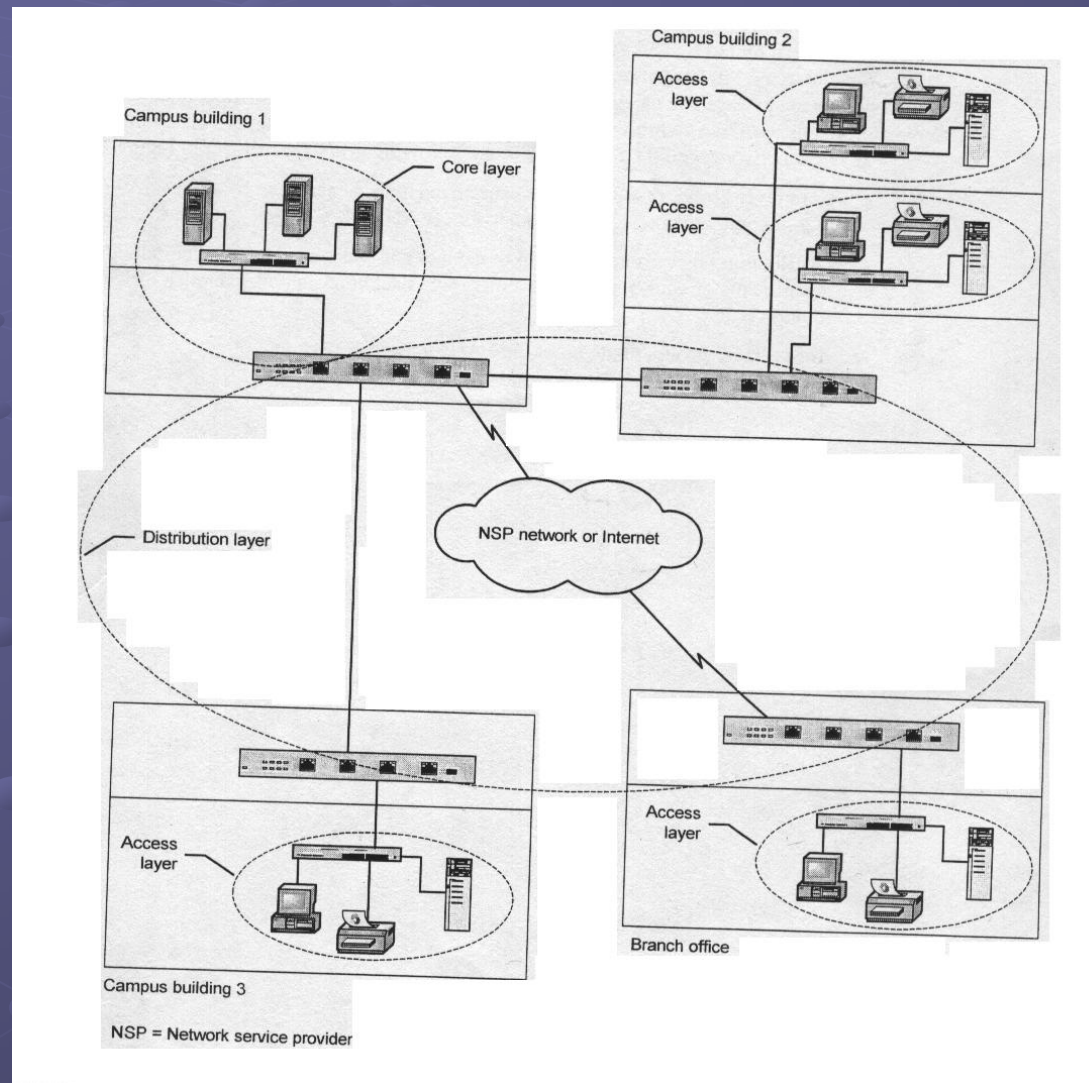 Campus building 2
Access
layer
Campus building 1
Core layer
Access
layer
NSP network or Internet
Distribution layer
Access
layer
Access
layer
Branch office
Campus building 3
NSP = Network service provider